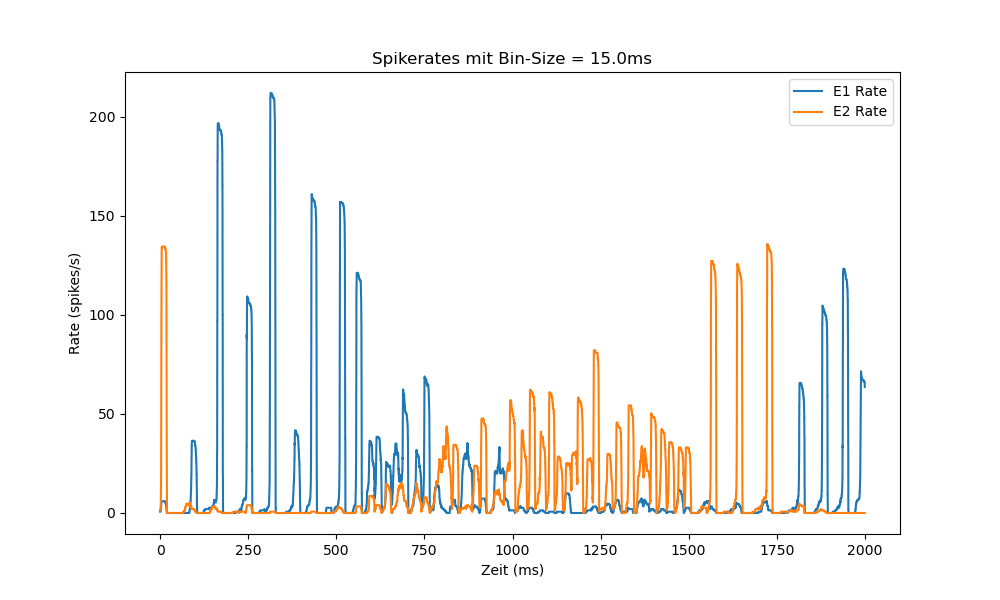 Spikerates mit Bin-Size = 15.0ms
E1 Rate
E2 Rate
Rate (spikes/s)
200
150
100
50
0
0 250 500 750 1000 1250 1500 1750 2000
Zeit (ms)